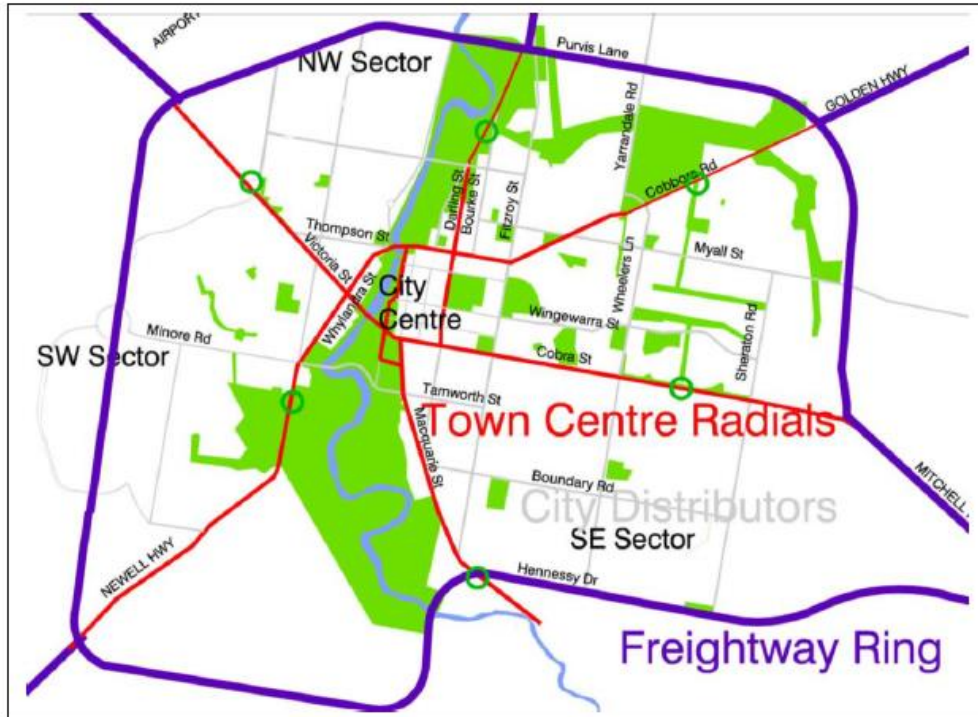 AIRPORT
Purvis Lane
NW Sector
GOLDEN HWY
Yarrandale Rd
Cobbora Rd
Darling St
Bourke St
Fitzroy St
Thompson St
Victoria St
Whylandra St
Wheelers Ln
Myall St
City
Centre
Wingewarra St
Minore Rd
SW Sector
Cobra St
Sheraton Rd
Tamworth St
Town Centre Radials
Macquarie St
Boundary Rd
City Distributors
MITCHELL
SE Sector
NEWELL HWY
Hennessy Dr
Freightway Ring